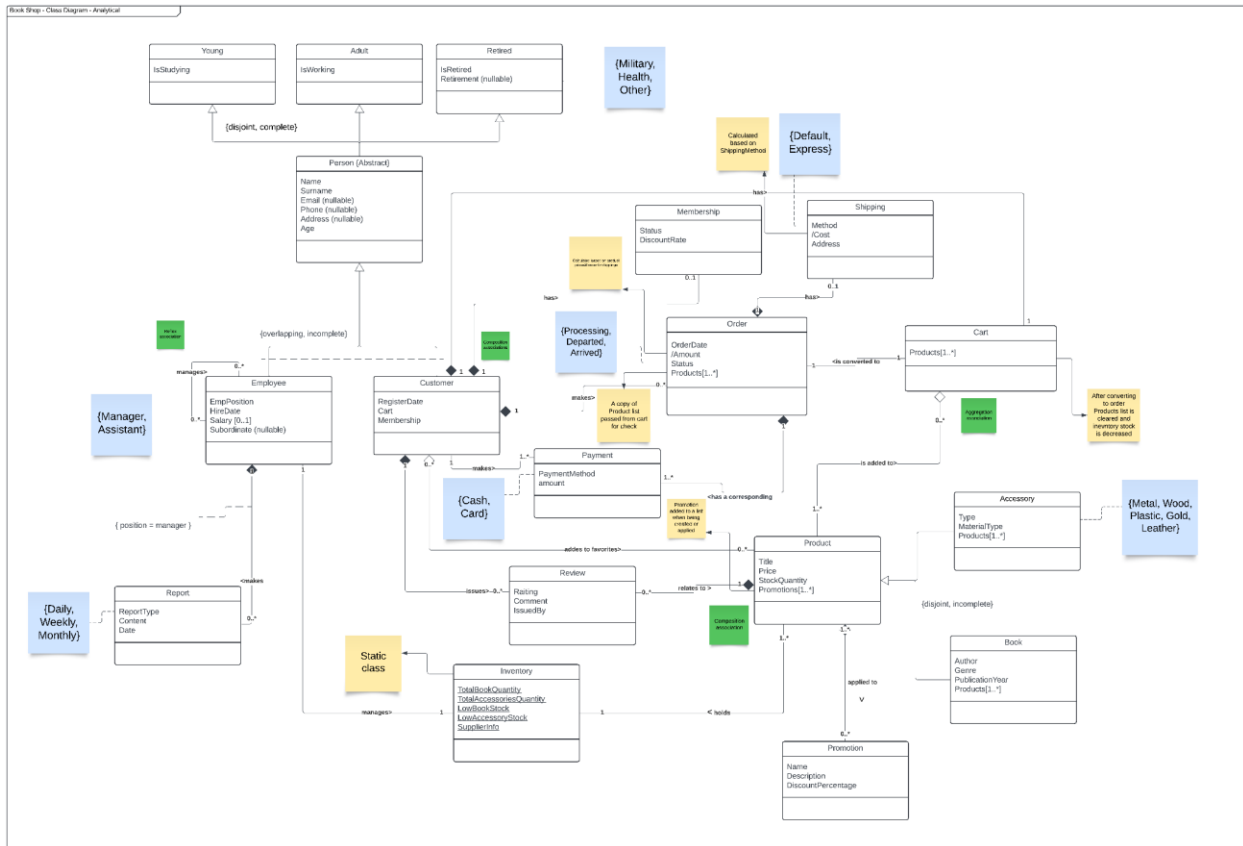 Book Shop - Class Diagram - Analytical
Young
IsStudying
Adult
IsWorking
Retired
IsRetired
Retirement (nullable)
{Military,
Health,
Other}
{disjoint, complete}
Person {Abstract}
Name
Surname
Email (nullable)
Phone (nullable)
Address (nullable)
Age
Calculated
based on
ShippingMethod
{Default,
Express}
has>
Membership
Status
DiscountRate
0..1
Shipping
Method
/Cost
Address
0..1
has>
has>
{overlapping, incomplete}
{Processing,
Departed,
Arrived}
Order
OrderDate
/Amount
Status
Products[1..*]
1
<is converted to
1
1
Cart
Products[1..*]
0..*
manages>
0..*
Employee
EmpPosition
HireDate
Salary [0..1]
Subordinate (nullable)
{Manager,
Assistant}
Customer
RegisterDate
Cart
Membership
1
1
1
makes>
0..*
A copy of
Product list
passed from cart
for check
Aggregation
association
0..*
After converting
to order
Products list is
cleared and
inevntory stock
is decreased
is added to>
1..*
1
1
0..*
1
makes>
1..*
Payment
PaymentMethod
amount
1..*
<has a corresponding
1
{Cash,
Card}
Promotion
added to a list
when being
created or
applied
Accessory
Type
MaterialType
Products[1..*]
{Metal, Wood,
Plastic, Gold,
Leather}
{ position = manager }
addes to favorites>
0..*
Product
Title
Price
StockQuantity
Promotions[1..*]
<makes
0..*
Report
ReportType
Content
Date
{Daily,
Weekly,
Monthly}
issues>
0..*
Review
Raiting
Comment
IssuedBy
0..*
relates to >
1
Composition
association
{disjoint, incomplete}
1..*
1..*
Book
Author
Genre
PublicationYear
Products[1..*]
Static
class
Inventory
TotalBookQuantity
TotalAccessoriesQuantity
LowBookStock
LowAccessoryStock
SupplierInfo
manages>
1
1
< holds
applied to
V
0..*
Promotion
Name
Description
DiscountPercentage